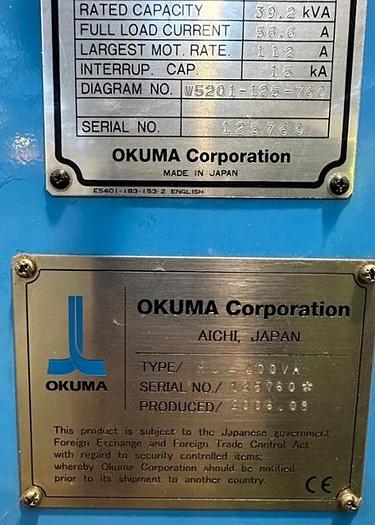 RATED CAPACITY 39.2 kVA
FULL LOAD CURRENT 56.6 A
LARGEST MOT. RATE. 112 A
INTERRUP. CAP. 15 kA
DIAGRAM NO. W5201-125-760
SERIAL NO. 125760
OKUMA Corporation
MADE IN JAPAN
E5401-183-153-2 ENGLISH
OKUMA Corporation
AICHI, JAPAN
OKUMA
TYPE/ -400VA
SERIAL NO./ 125760*
PRODUCED/ 2006.08
This product is subject to the Japanese government
Foreign Exchange and Foreign Trade Control Act
with regard to security controlled items;
whereby Okuma Corporation should be notified
prior to its shipment to another country.
CE